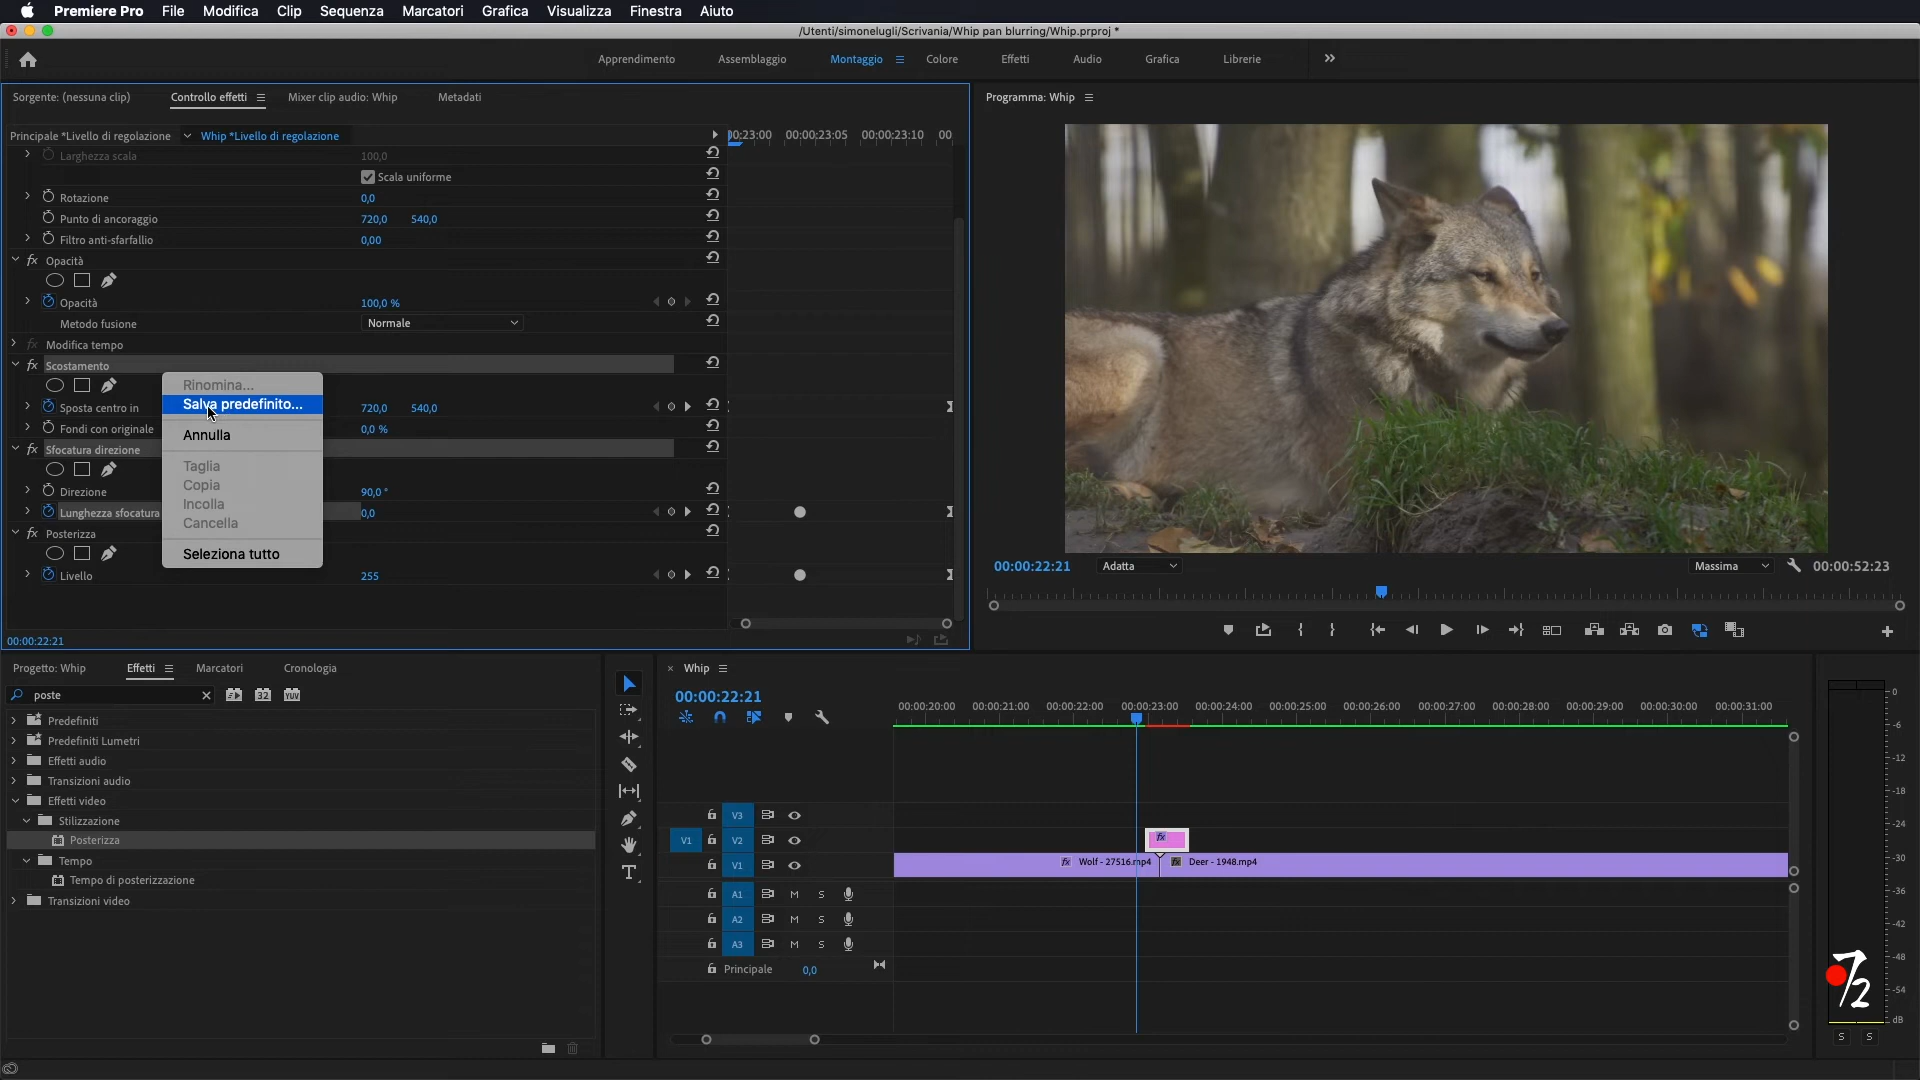 Premiere Pro File Modifica Clip Sequenza Marcatori Grafica Visualizza Finestra Aiuto
/Utenti/simonelugli/Scrivania/Whip pan blurring/Whip.prproj *
Apprendimento Assemblaggio Montaggio Colore Effetti Audio Grafica Librerie
Sorgente: (nessuna clip) Controllo effetti Mixer clip audio: Whip Metadati
Principale *Livello di regolazione Whip *Livello di regolazione
00:23:00 00:00:23:05 00:00:23:10 00
Larghezza scala 100,0
Scala uniforme
Rotazione 0,0
Punto di ancoraggio 720,0 540,0
Filtro anti-sfarfallio 0,00
fx Opacità
Opacità 100,0 %
Metodo fusione Normale
fx Modifica tempo
fx Scostamento
Rinomina...
Salva predefinito...
Annulla
Taglia
Copia
Incolla
Cancella
Seleziona tutto
Sposta centro in 720,0 540,0
Fondi con originale 0,0 %
fx Sfocatura direzione
Direzione 90,0 °
Lunghezza sfocatura 0,0
fx Posterizza
Livello 255
00:00:22:21
Programma: Whip
00:00:22:21 Adatta Massima 00:00:52:23
Progetto: Whip Effetti Marcatori Cronologia
poste
32 YUV
Predefiniti
Predefiniti Lumetri
Effetti audio
Transizioni audio
Effetti video
Stilizzazione
Posterizza
Tempo
Tempo di posterizzazione
Transizioni video
× Whip
00:00:22:21
00:00:20:00 00:00:21:00 00:00:22:00 00:00:23:00 00:00:24:00 00:00:25:00 00:00:26:00 00:00:27:00 00:00:28:00 00:00:29:00 00:00:30:00 00:00:31:00
V3
V1 V2 fx
V1 fx Wolf - 27516.mp4 fx Deer - 1948.mp4
A1 M S
A2 M S
A3 M S
Principale 0,0
0
-6
-12
-18
-24
-30
-36
-42
-48
-54
dB
7/2
S S